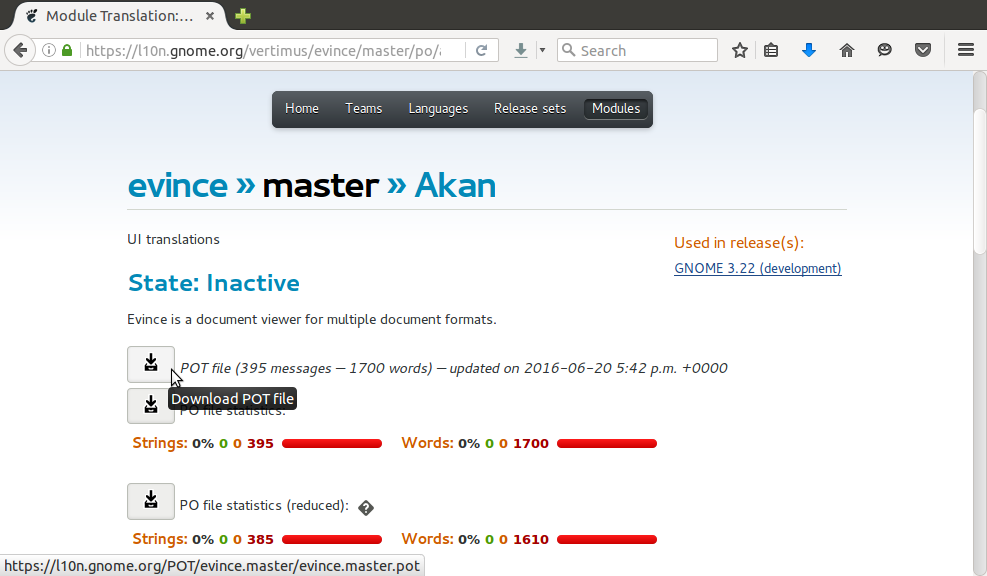 Module Translation:...
https://l10n.gnome.org/vertimus/evince/master/po/
Search
Home Teams Languages Release sets Modules
evince » master » Akan
UI translations
Used in release(s):
GNOME 3.22 (development)
State: Inactive
Evince is a document viewer for multiple document formats.
POT file (395 messages — 1700 words) — updated on 2016-06-20 5:42 p.m. +0000
Download POT file
PO file statistics:
Strings: 0% 0 0 395 Words: 0% 0 0 1700
PO file statistics (reduced): ?
Strings: 0% 0 0 385 Words: 0% 0 0 1610
https://l10n.gnome.org/POT/evince.master/evince.master.pot